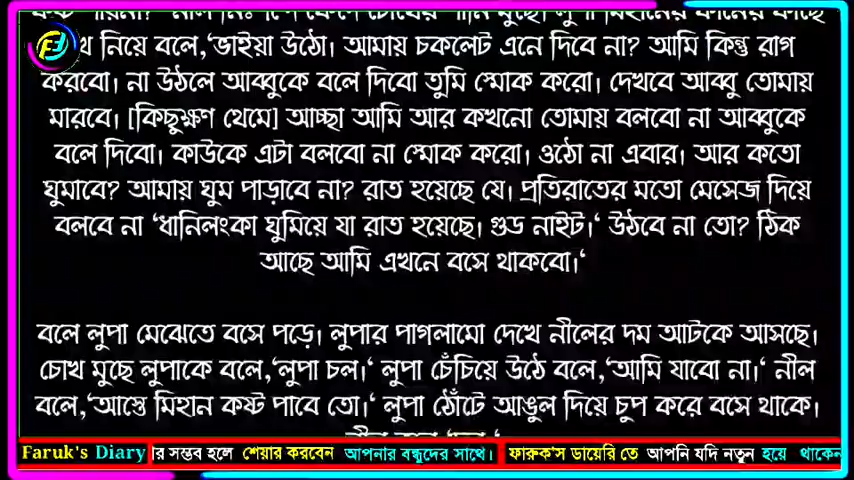 নিয়ে বলে,‘ভাইয়া উঠো। আমায় চকলেট এনে দিবে না? আমি কিন্তু রাগ
করবো। না উঠলে আব্বুকে বলে দিবো তুমি স্মোক করো। দেখবে আব্বু তোমায়
মারবে। [কিছুক্ষণ থেমে] আচ্ছা আমি আর কখনো তোমায় বলবো না আব্বুকে
বলে দিবো। কাউকে এটা বলবো না স্মোক করো। ওঠো না এবার। আর কতো
ঘুমাবে? আমায় ঘুম পাড়াবে না? রাত হয়েছে যে। প্রতিরাতের মতো মেসেজ দিয়ে
বলবে না ‘ধানিলংকা ঘুমিয়ে যা রাত হয়েছে। গুড নাইট।‘ উঠবে না তো? ঠিক
আছে আমি এখনে বসে থাকবো।‘
বলে লুপা মেঝেতে বসে পড়ে। লুপার পাগলামো দেখে নীলের দম আটকে আসছে।
চোখ মুছে লুপাকে বলে,‘লুপা চল।‘ লুপা চেঁচিয়ে উঠে বলে,‘আমি যাবো না।‘ নীল
বলে,‘আস্তে মিহান কষ্ট পাবে তো।‘ লুপা ঠোঁটে আঙুল দিয়ে চুপ করে বসে থাকে।
Faruk's Diary র সম্ভব হলে শেয়ার করবেন আপনার বন্ধুদের সাথে। ফারুক'স ডায়েরি তে আপনি যদি নতুন হয়ে থাকেন